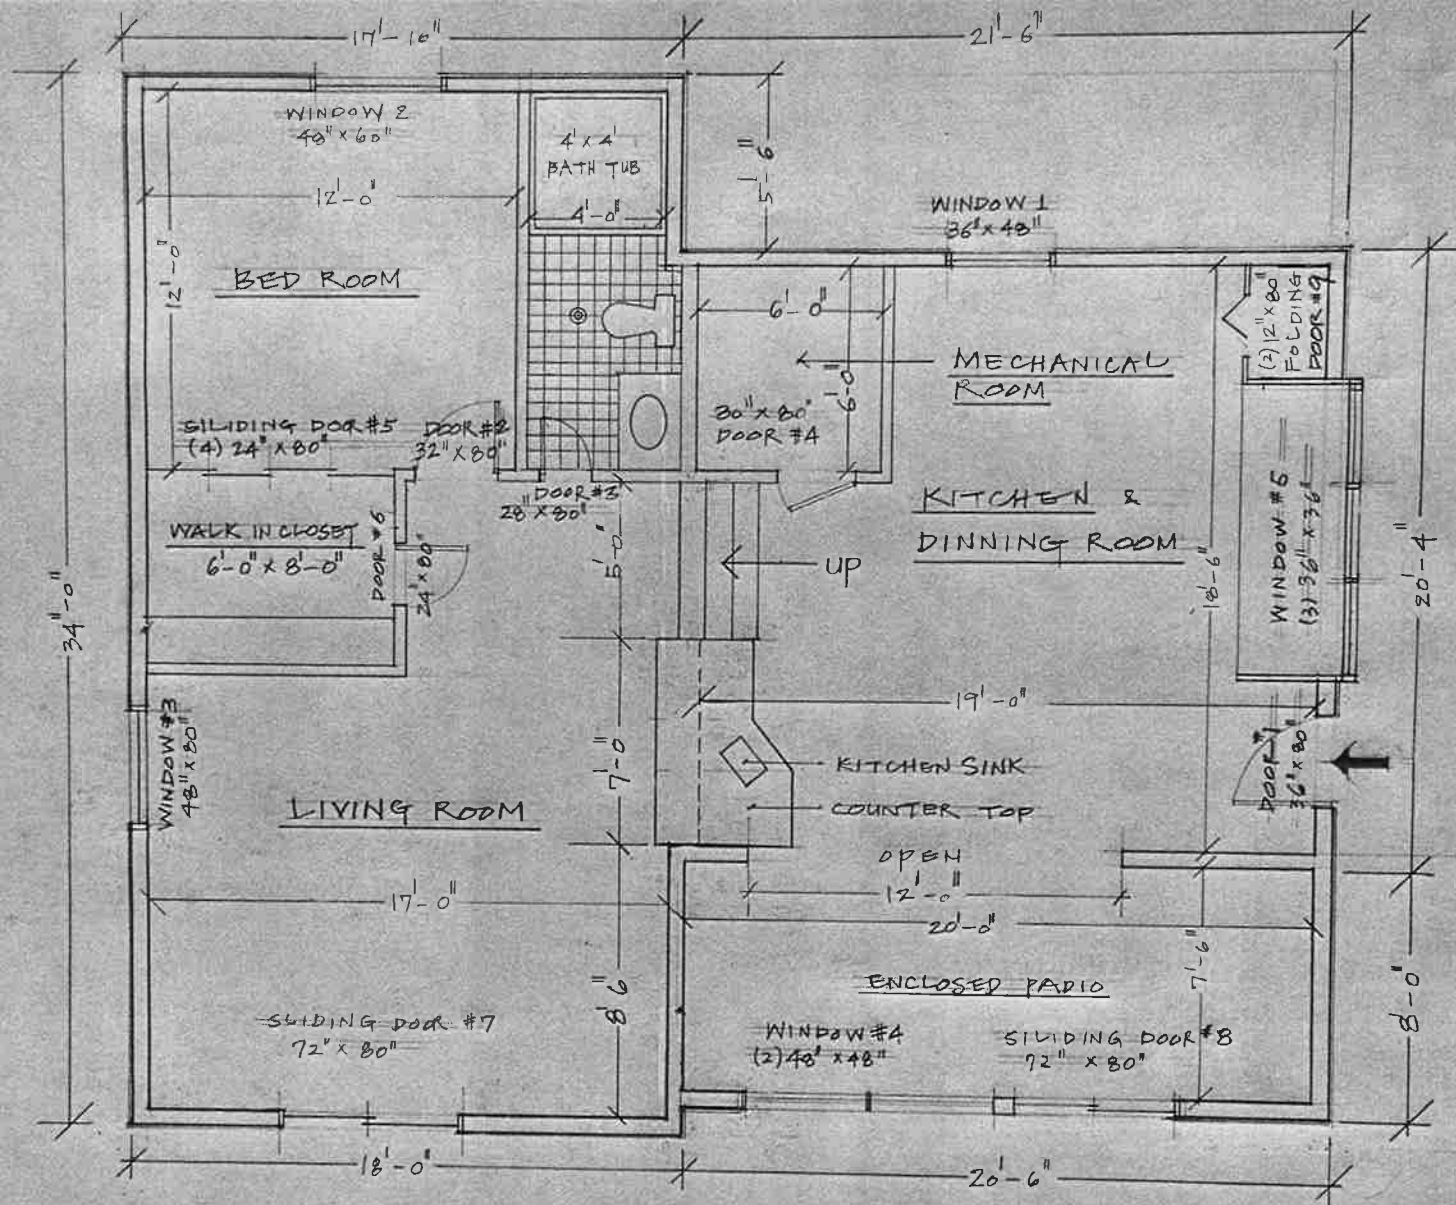 17'-10"
21'-6"
WINDOW 2
48" x 60"
4' x 4'
BATH TUB
4'-0"
12'-0"
12'-0"
BED ROOM
5'-6"
WINDOW 1
36" x 48"
6'-0"
6'-0"
MECHANICAL
ROOM
30" x 80"
DOOR #4
(2) 12" x 80"
FOLDING
DOOR #9
SILIDING DOOR #5
(4) 24" x 80"
DOOR #2
32" x 80"
DOOR #3
28" x 80"
KITCHEN &
DINNING ROOM
WALK IN CLOSET
6'-0" x 8'-0"
DOOR #6
24" x 80"
5'-0"
UP
18'-6"
WINDOW #5
(3) 36" x 36"
20'-4"
34"-0"
WINDOW #3
48" x 80"
LIVING ROOM
7'-0
19'-0"
KITCHEN SINK
COUNTER TOP
DOOR #1
36" x 80"
OPEN
12'-0"
17'-0"
20'-0"
8'-6"
7'-6"
8'-0"
ENCLOSED PADIO
SLIDING DOOR #7
72" x 80"
WINDOW #4
(2) 48" x 48"
SILIDING DOOR #8
72" x 80"
18'-0"
20'-6"